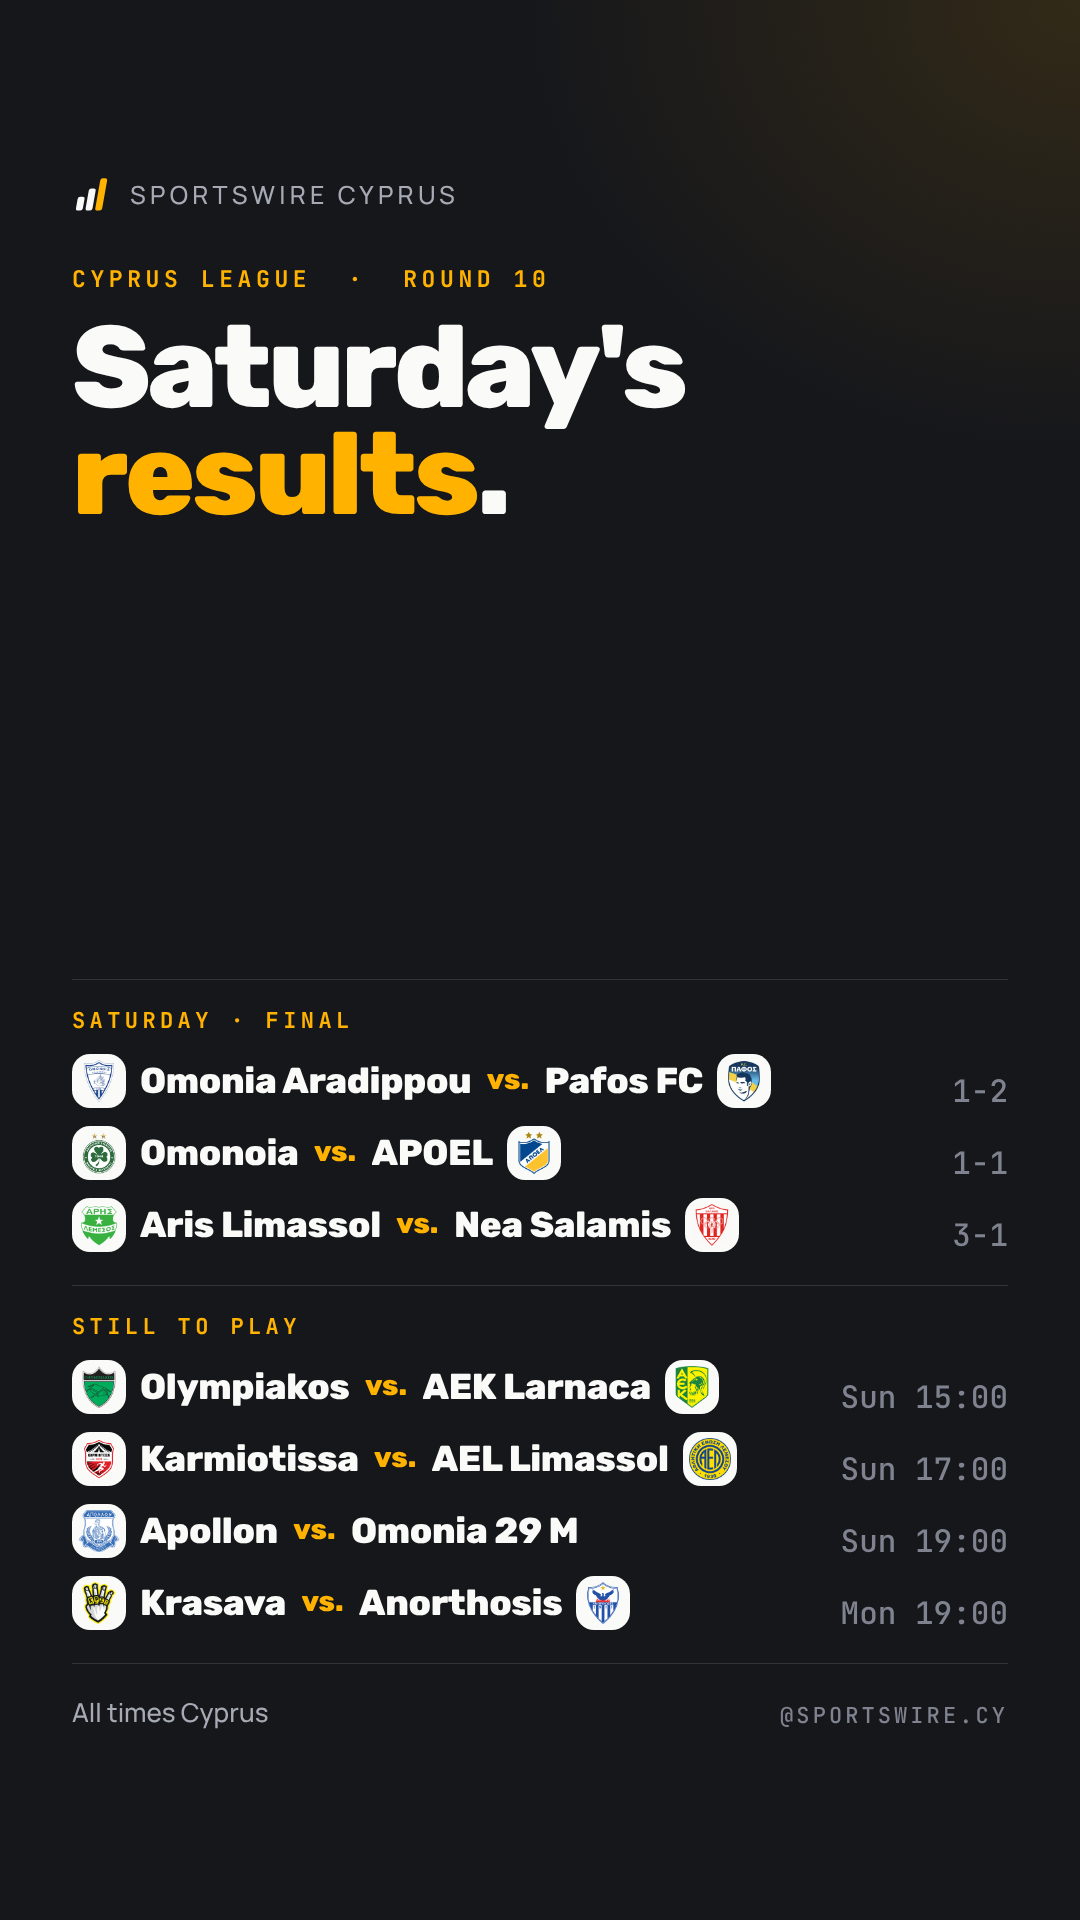 SPORTSWIRE CYPRUS
CYPRUS LEAGUE · ROUND 10
Saturday's
results.
SATURDAY · FINAL
Omonia Aradippou vs. Pafos FC 1-2
Omonoia vs. APOEL 1-1
Aris Limassol vs. Nea Salamis 3-1
STILL TO PLAY
Olympiakos vs. AEK Larnaca Sun 15:00
Karmiotissa vs. AEL Limassol Sun 17:00
Apollon vs. Omonia 29 M Sun 19:00
Krasava vs. Anorthosis Mon 19:00
All times Cyprus @SPORTSWIRE.CY